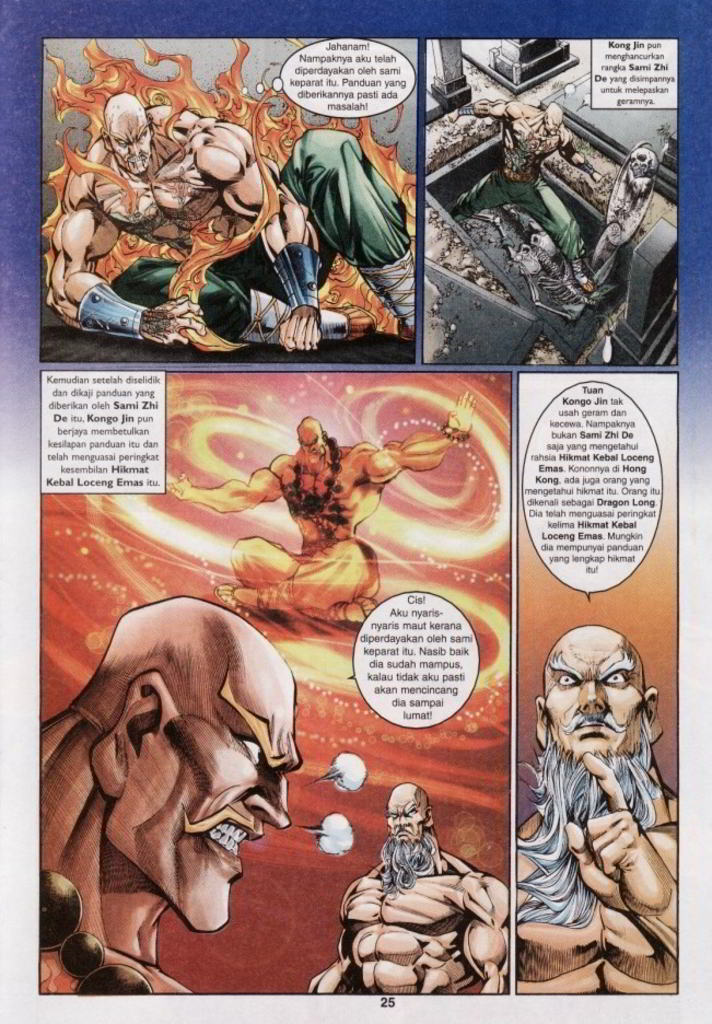 Jahanam!
Nampaknya aku telah
diperdayakan oleh sami
keparat itu. Panduan yang
diberikannya pasti ada
masalah!
Kong Jin pun
menghancurkan
rangka Sami Zhi
De yang disimpannya
untuk melepaskan
geramnya.
Kemudian setelah diselidik
dan dikaji panduan yang
diberikan oleh Sami Zhi
De itu, Kongo Jin pun
berjaya membetulkan
kesilapan panduan itu dan
telah menguasai peringkat
kesembilan Hikmat
Kebal Loceng Emas itu.
Cis!
Aku nyaris-
nyaris maut kerana
diperdayakan oleh sami
keparat itu. Nasib baik
dia sudah mampus,
kalau tidak aku pasti
akan mencincang
dia sampai
lumat!
Tuan
Kongo Jin tak
usah geram dan
kecewa. Nampaknya
bukan Sami Zhi De
saja yang mengetahui
rahsia Hikmat Kebal Loceng
Emas. Kononnya di Hong
Kong, ada juga orang yang
mengetahui hikmat itu. Orang itu
dikenali sebagai Dragon Long.
Dia telah menguasai peringkat
kelima Hikmat Kebal
Loceng Emas. Mungkin
dia mempunyai panduan
yang lengkap hikmat
itu!
25